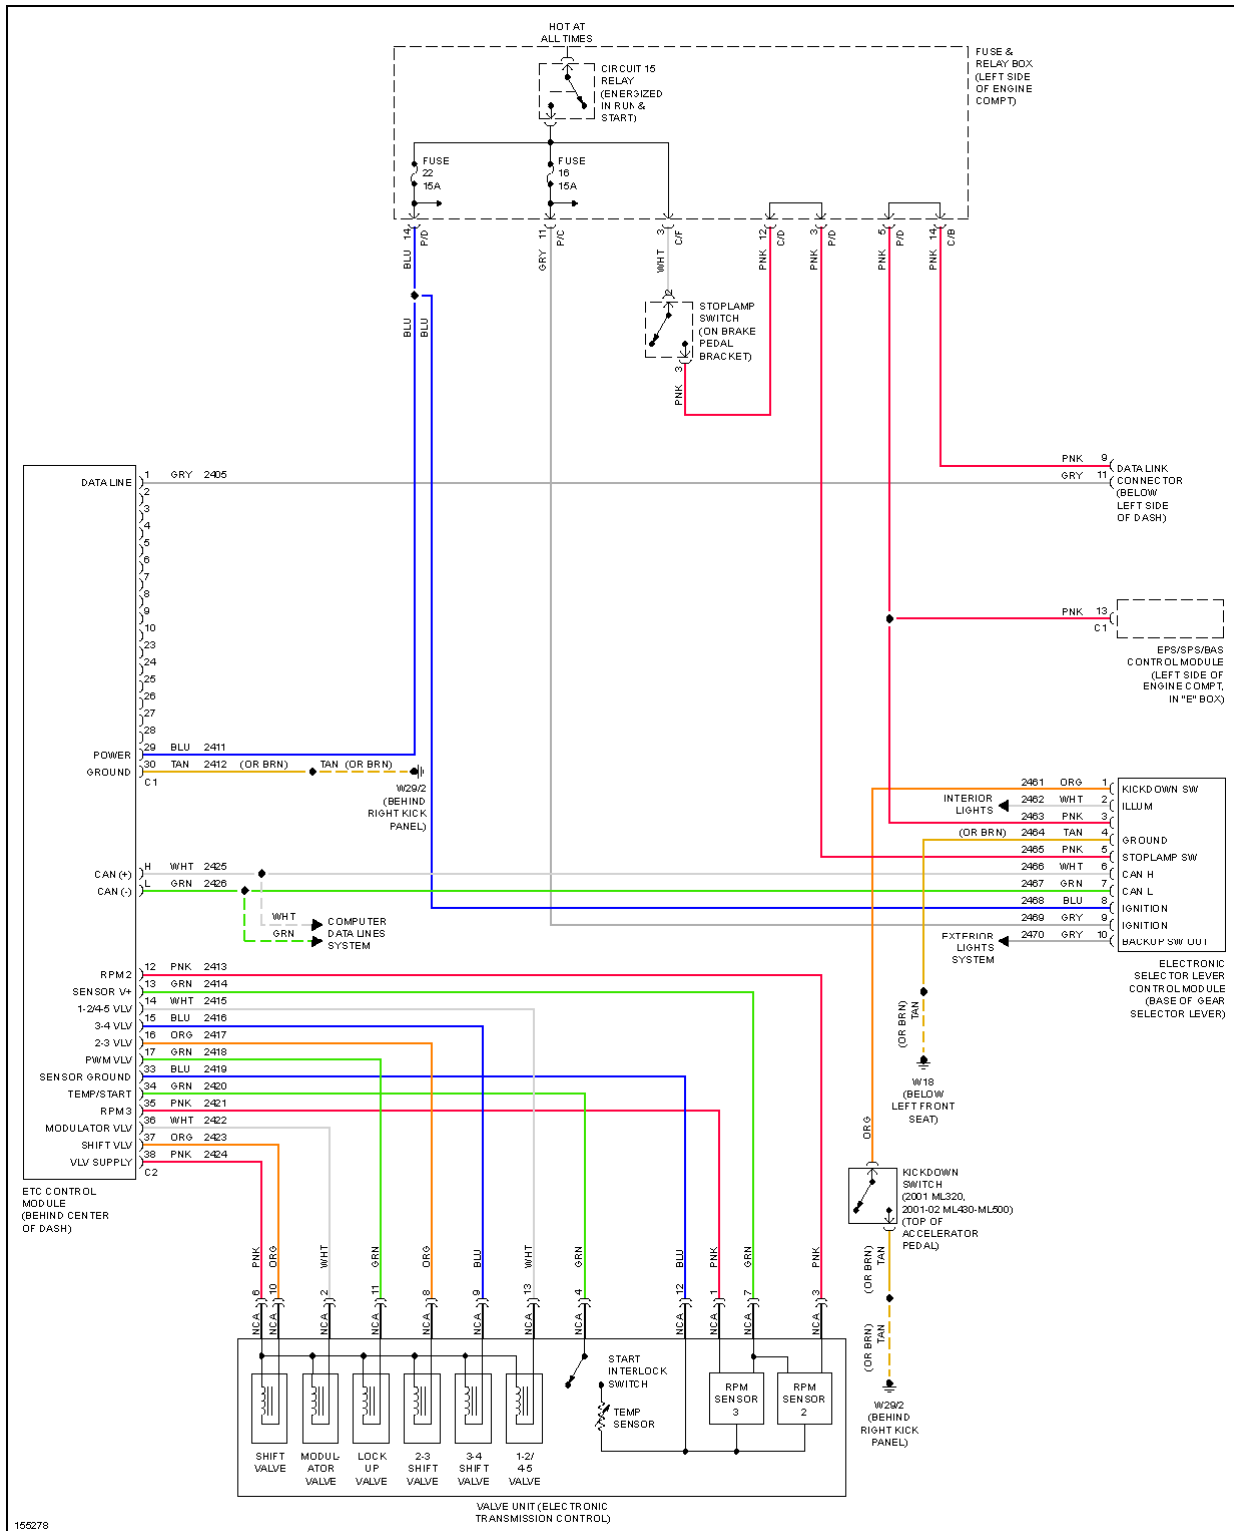 HOT AT
ALL TIMES
FUSE &
RELAY BOX
(LEFT SIDE
OF ENGINE
COMPT)
CIRCUIT 15
RELAY
(ENERGIZED
IN RUN &
START)
FUSE
22
15A
FUSE
16
15A
14
P/D
11
P/C
3
C/F
12
C/D
3
P/D
5
P/D
14
C/B
BLU
GRY
WHT
PNK
PNK
PNK
PNK
BLU
BLU
2
STOPLAMP
SWITCH
(ON BRAKE
PEDAL
BRACKET)
3
PNK
PNK 9
GRY 11
DATA LINK
CONNECTOR
(BELOW
LEFT SIDE
OF DASH)
DATA LINE 1 GRY 2405
2
3
4
5
6
7
8
9
10
23
24
25
26
27
28
POWER 29 BLU 2411
GROUND 30 TAN 2412 (OR BRN) TAN (OR BRN)
C1
W29/2
(BEHIND
RIGHT KICK
PANEL)
PNK 13
C1
EPS/SPS/BAS
CONTROL MODULE
(LEFT SIDE OF
ENGINE COMPT,
IN "E" BOX)
2461 ORG 1 KICKDOWN SW
INTERIOR
LIGHTS
2462 WHT 2 ILLUM
2463 PNK 3
(OR BRN) 2464 TAN 4 GROUND
2465 PNK 5 STOPLAMP SW
2466 WHT 6 CAN H
2467 GRN 7 CAN L
2468 BLU 8 IGNITION
2469 GRY 9 IGNITION
EXTERIOR
LIGHTS
SYSTEM
2470 GRY 10 BACKUP SW OUT
ELECTRONIC
SELECTOR LEVER
CONTROL MODULE
(BASE OF GEAR
SELECTOR LEVER)
CAN (+) H WHT 2425
CAN (-) L GRN 2426
WHT
GRN
COMPUTER
DATA LINES
SYSTEM
RPM 2 12 PNK 2413
SENSOR V+ 13 GRN 2414
1-2/4-5 VLV 14 WHT 2415
3-4 VLV 15 BLU 2416
2-3 VLV 16 ORG 2417
PWM VLV 17 GRN 2418
SENSOR GROUND 33 BLU 2419
TEMP/START 34 GRN 2420
RPM 3 35 PNK 2421
MODULATOR VLV 36 WHT 2422
SHIFT VLV 37 ORG 2423
VLV SUPPLY 38 PNK 2424
C2
ETC CONTROL
MODULE
(BEHIND CENTER
OF DASH)
(OR BRN)
TAN
W18
(BELOW
LEFT FRONT
SEAT)
ORG
KICKDOWN
SWITCH
(2001 ML320,
2001-02 ML430-ML500)
(TOP OF
ACCELERATOR
PEDAL)
(OR BRN)
TAN
(OR BRN)
TAN
W29/2
(BEHIND
RIGHT KICK
PANEL)
PNK
ORG
WHT
GRN
ORG
BLU
WHT
GRN
BLU
PNK
GRN
PNK
6
10
2
11
8
9
13
4
12
1
7
3
NCA
NCA
NCA
NCA
NCA
NCA
NCA
NCA
NCA
NCA
NCA
NCA
START
INTERLOCK
SWITCH
TEMP
SENSOR
RPM
SENSOR
3
RPM
SENSOR
2
SHIFT
VALVE
MODUL-
ATOR
VALVE
LOCK
UP
VALVE
2-3
SHIFT
VALVE
3-4
SHIFT
VALVE
1-2/
4-5
VALVE
VALVE UNIT (ELECTRONIC
TRANSMISSION CONTROL)
155278